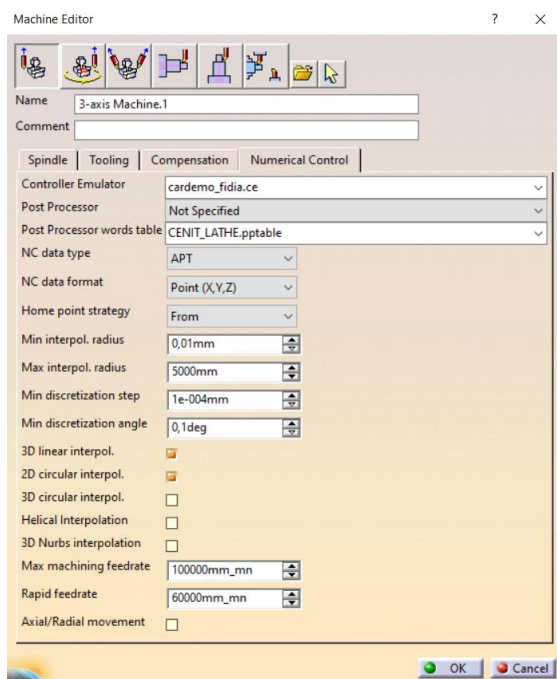 Machine Editor ? ×
Name 3-axis Machine.1
Comment
Spindle Tooling Compensation Numerical Control
Controller Emulator cardemo_fidia.ce
Post Processor Not Specified
Post Processor words table CENIT_LATHE.pptable
NC data type APT
NC data format Point (X,Y,Z)
Home point strategy From
Min interpol. radius 0,01mm
Max interpol. radius 5000mm
Min discretization step 1e-004mm
Min discretization angle 0,1deg
3D linear interpol.
2D circular interpol.
3D circular interpol.
Helical Interpolation
3D Nurbs interpolation
Max machining feedrate 100000mm_mn
Rapid feedrate 60000mm_mn
Axial/Radial movement
OK Cancel